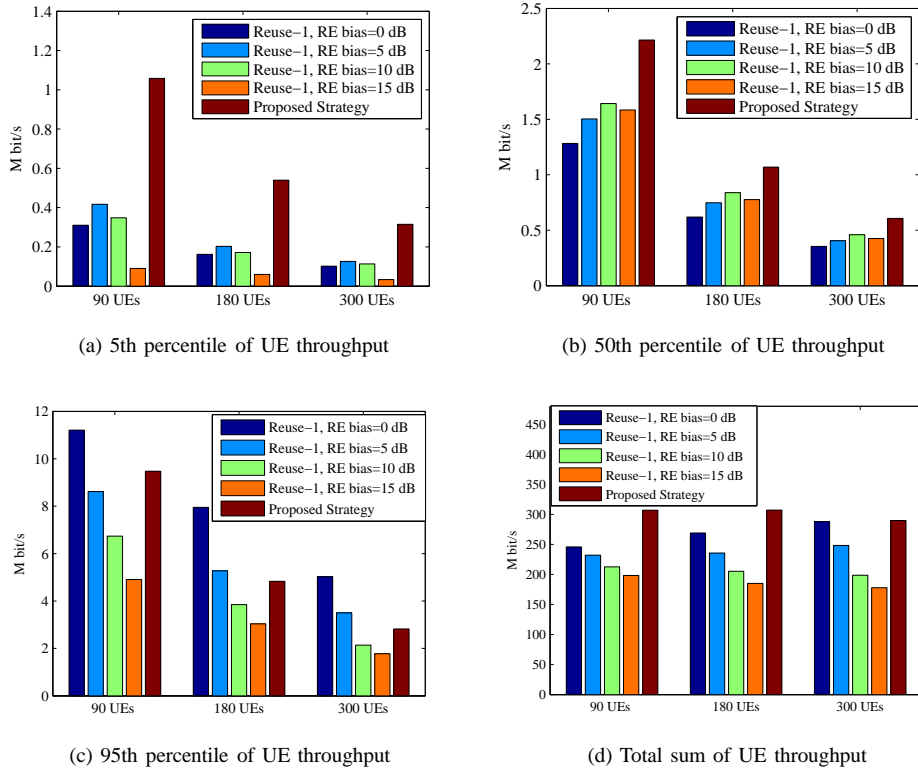 1.4
1.2
1
0.8
0.6
0.4
0.2
0
M bit/s
Reuse−1, RE bias=0 dB
Reuse−1, RE bias=5 dB
Reuse−1, RE bias=10 dB
Reuse−1, RE bias=15 dB
Proposed Strategy
90 UEs 180 UEs 300 UEs
(a) 5th percentile of UE throughput
2.5
2
1.5
1
0.5
0
M bit/s
Reuse−1, RE bias=0 dB
Reuse−1, RE bias=5 dB
Reuse−1, RE bias=10 dB
Reuse−1, RE bias=15 dB
Proposed Strategy
90 UEs 180 UEs 300 UEs
(b) 50th percentile of UE throughput
12
10
8
6
4
2
0
M bit/s
Reuse−1, RE bias=0 dB
Reuse−1, RE bias=5 dB
Reuse−1, RE bias=10 dB
Reuse−1, RE bias=15 dB
Proposed Strategy
90 UEs 180 UEs 300 UEs
(c) 95th percentile of UE throughput
450
400
350
300
250
200
150
100
50
0
M bit/s
Reuse−1, RE bias=0 dB
Reuse−1, RE bias=5 dB
Reuse−1, RE bias=10 dB
Reuse−1, RE bias=15 dB
Proposed Strategy
90 UEs 180 UEs 300 UEs
(d) Total sum of UE throughput